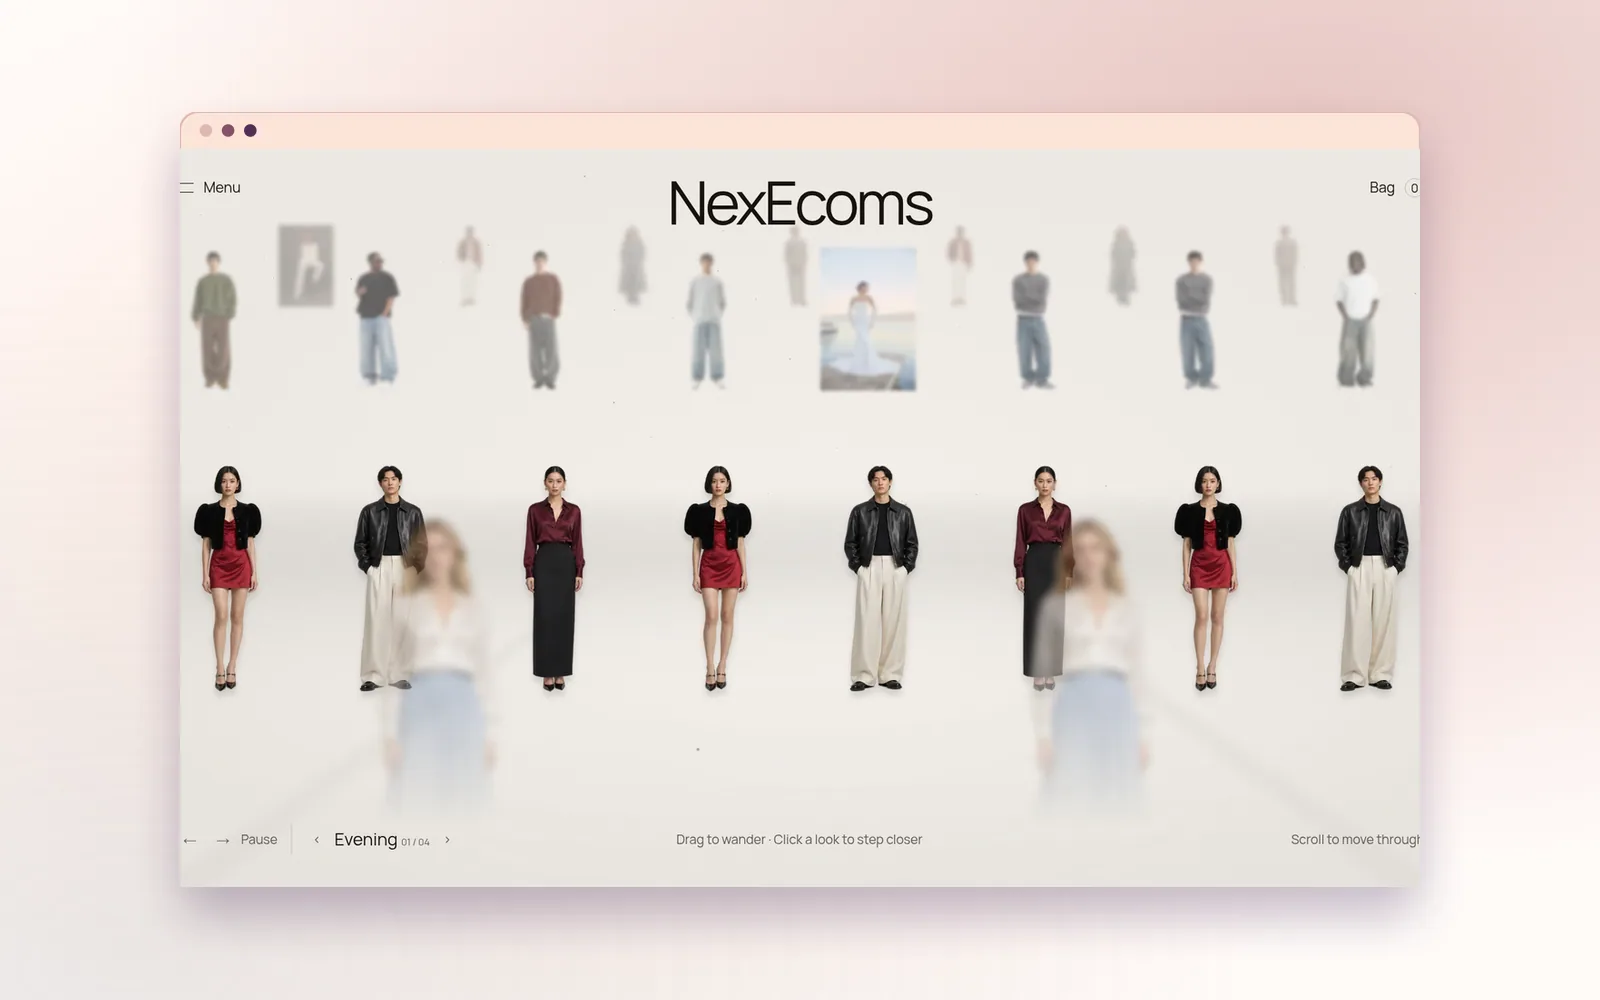 Menu
NexEcoms
Bag 0
← → Pause
‹ Evening 01 / 04 ›
Drag to wander · Click a look to step closer
Scroll to move through